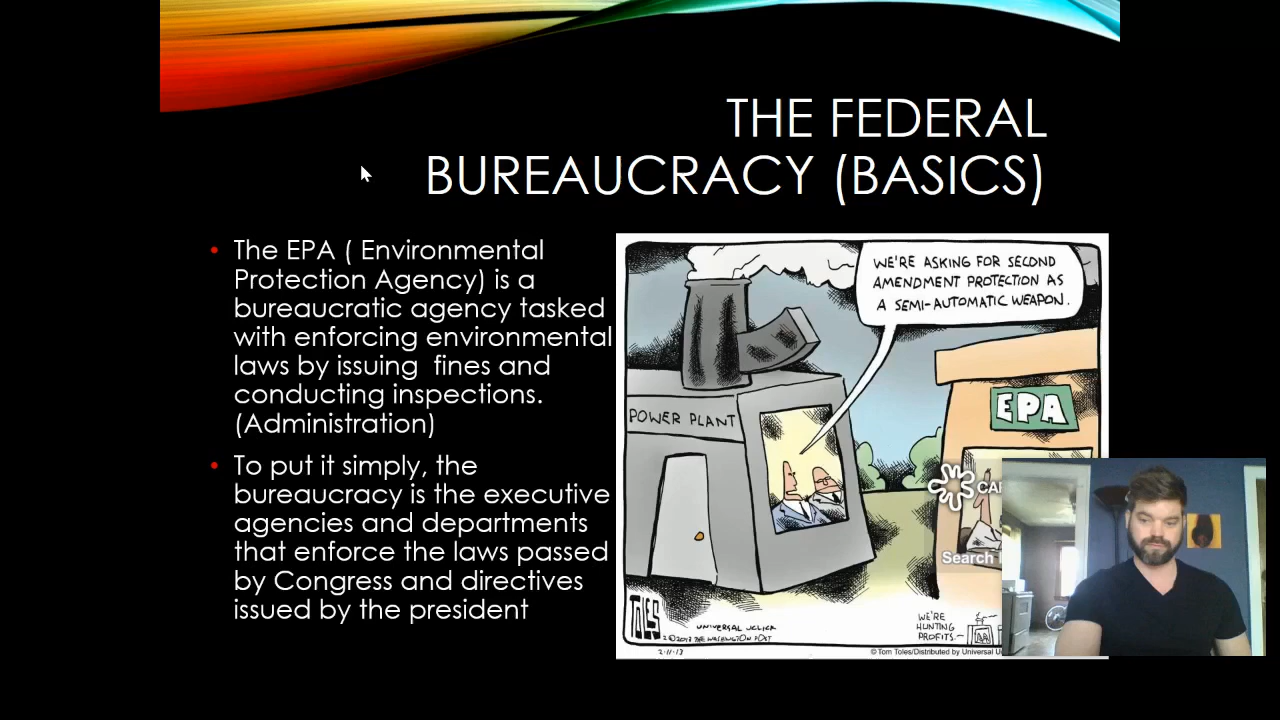 THE FEDERAL
BUREAUCRACY (BASICS)
• The EPA ( Environmental
Protection Agency) is a
bureaucratic agency tasked
with enforcing environmental
laws by issuing fines and
conducting inspections.
(Administration)
• To put it simply, the
bureaucracy is the executive
agencies and departments
that enforce the laws passed
by Congress and directives
issued by the president
WE'RE ASKING FOR SECOND
AMENDMENT PROTECTION AS
A SEMI-AUTOMATIC WEAPON.
POWER PLANT
EPA
Search
TOLES
UNIVERSAL UCLICK
©2013 THE WASHINGTON POST
2-11-13
WE'RE
HUNTING
PROFITS.
© Tom Toles/Distributed by Universal